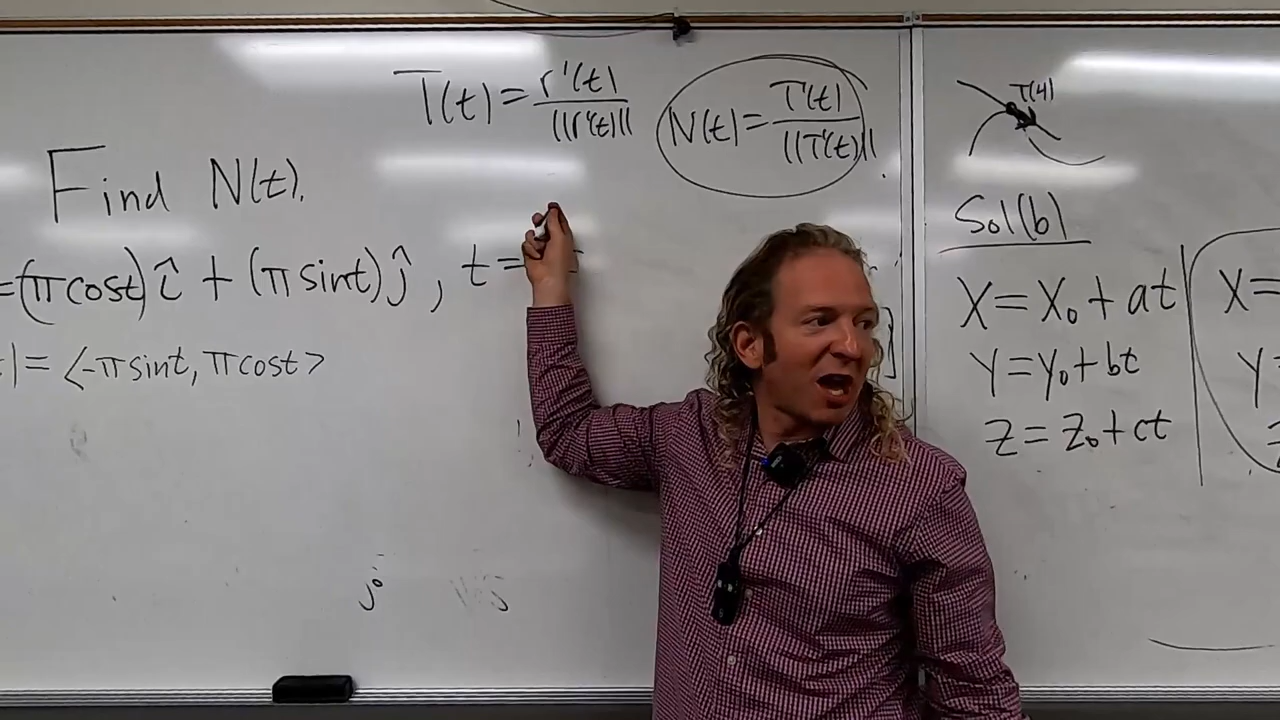 T(t) = r'(t) / ||r'(t)||
N(t) = T'(t) / ||T'(t)||
Find N(t).
=(π cost) î + (π sint) ĵ, t=
= <-π sint, π cost>
T(4)
Sol(b)
X = X₀ + at
Y = Y₀ + bt
Z = Z₀ + ct
X=
Y